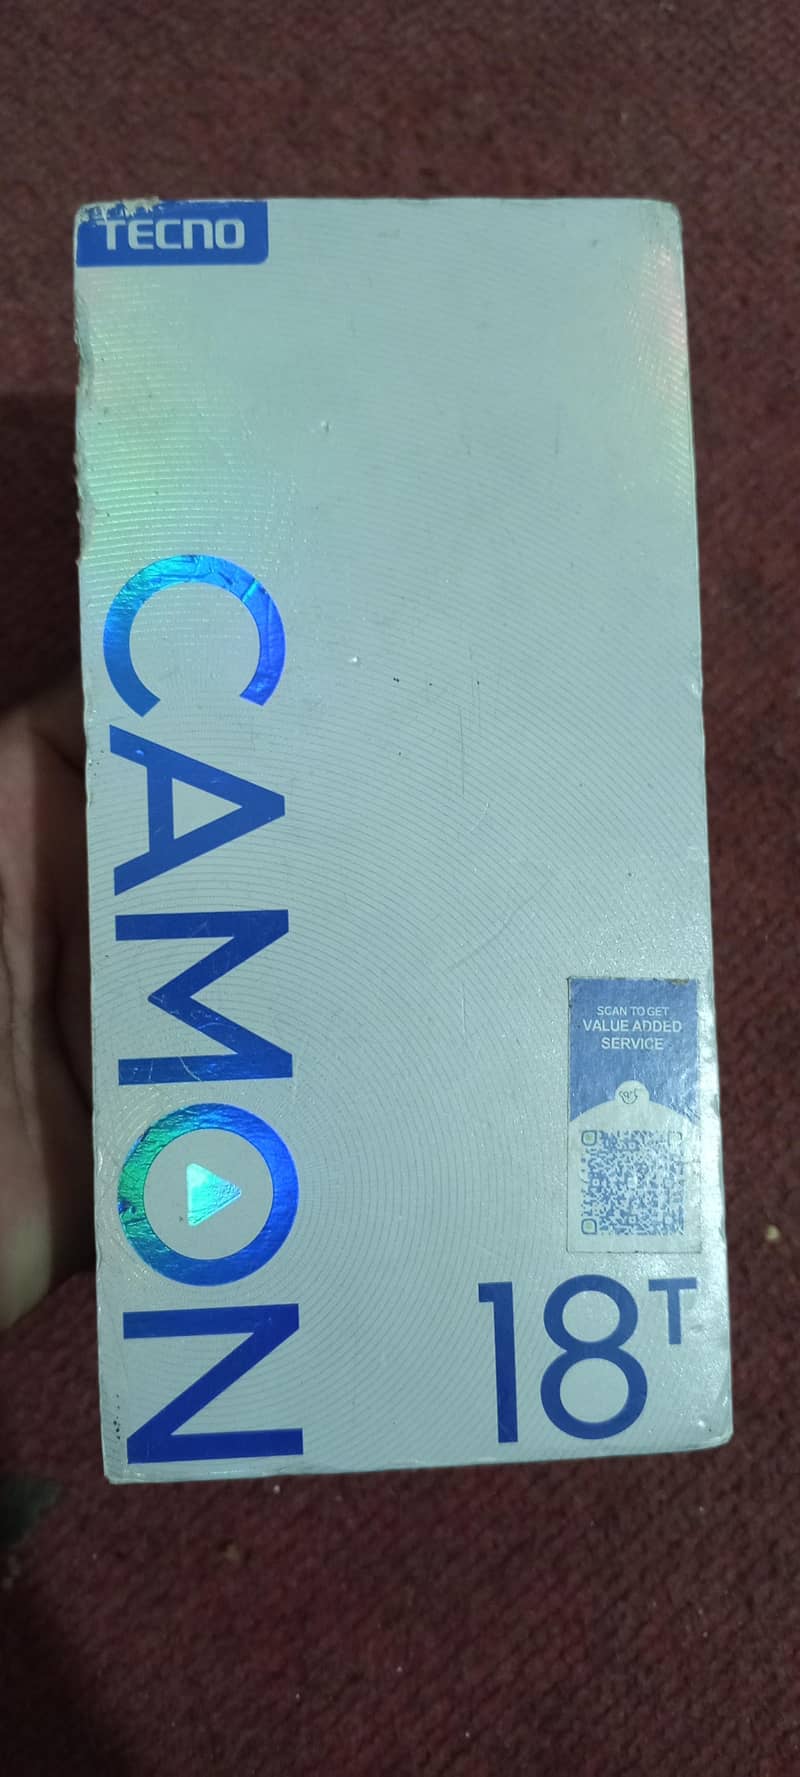 TECNO
CAMON
SCAN TO GET
VALUE ADDED
SERVICE
18T